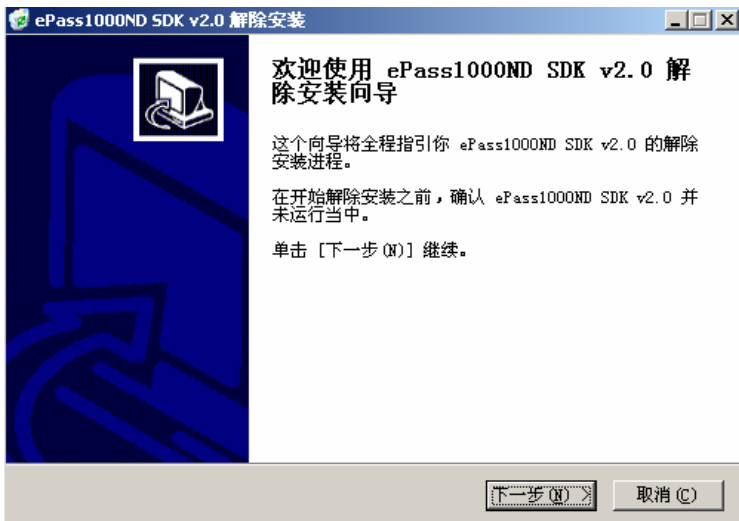 ePass1000ND SDK v2.0 解除安装
欢迎使用 ePass1000ND SDK v2.0 解
除安装向导
这个向导将全程指引你 ePass1000ND SDK v2.0 的解除
安装进程。
在开始解除安装之前，确认 ePass1000ND SDK v2.0 并
未运行当中。
单击 [下一步(N)] 继续。
下一步(N) >
取消(C)